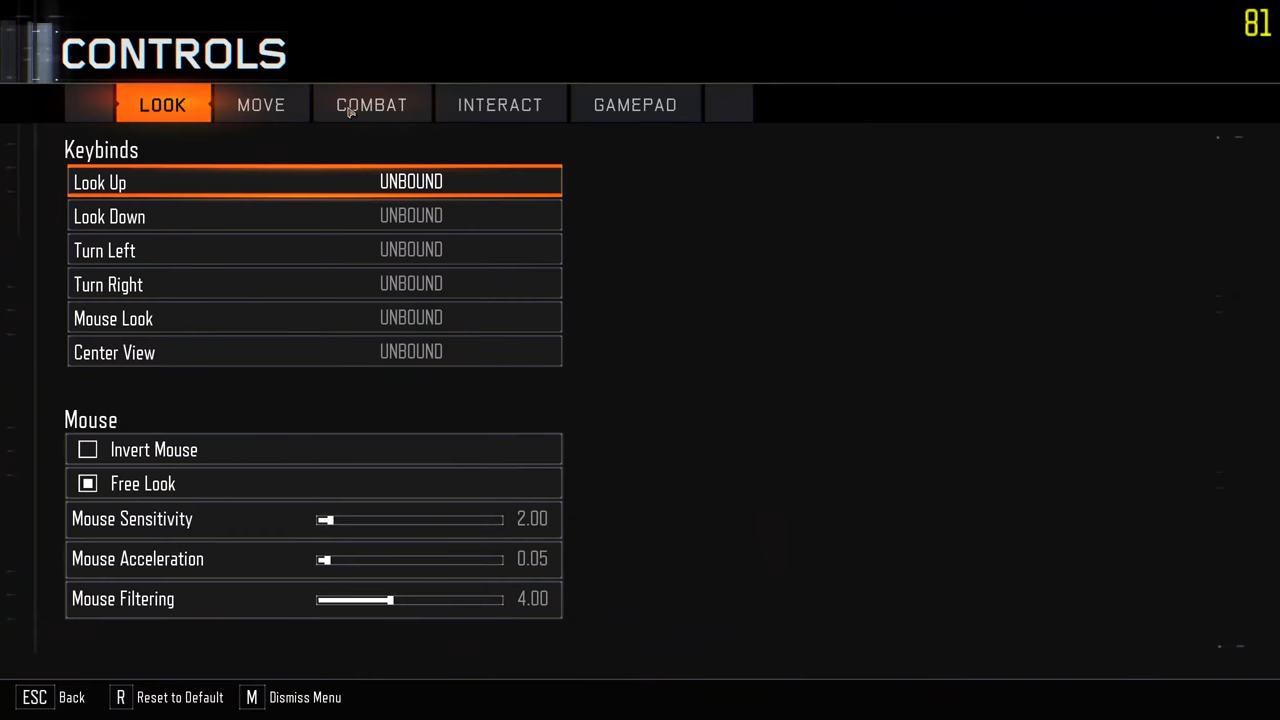 81
CONTROLS
LOOK MOVE COMBAT INTERACT GAMEPAD
Keybinds
Look Up UNBOUND
Look Down UNBOUND
Turn Left UNBOUND
Turn Right UNBOUND
Mouse Look UNBOUND
Center View UNBOUND
Mouse
Invert Mouse
Free Look
Mouse Sensitivity 2.00
Mouse Acceleration 0.05
Mouse Filtering 4.00
ESC Back R Reset to Default M Dismiss Menu